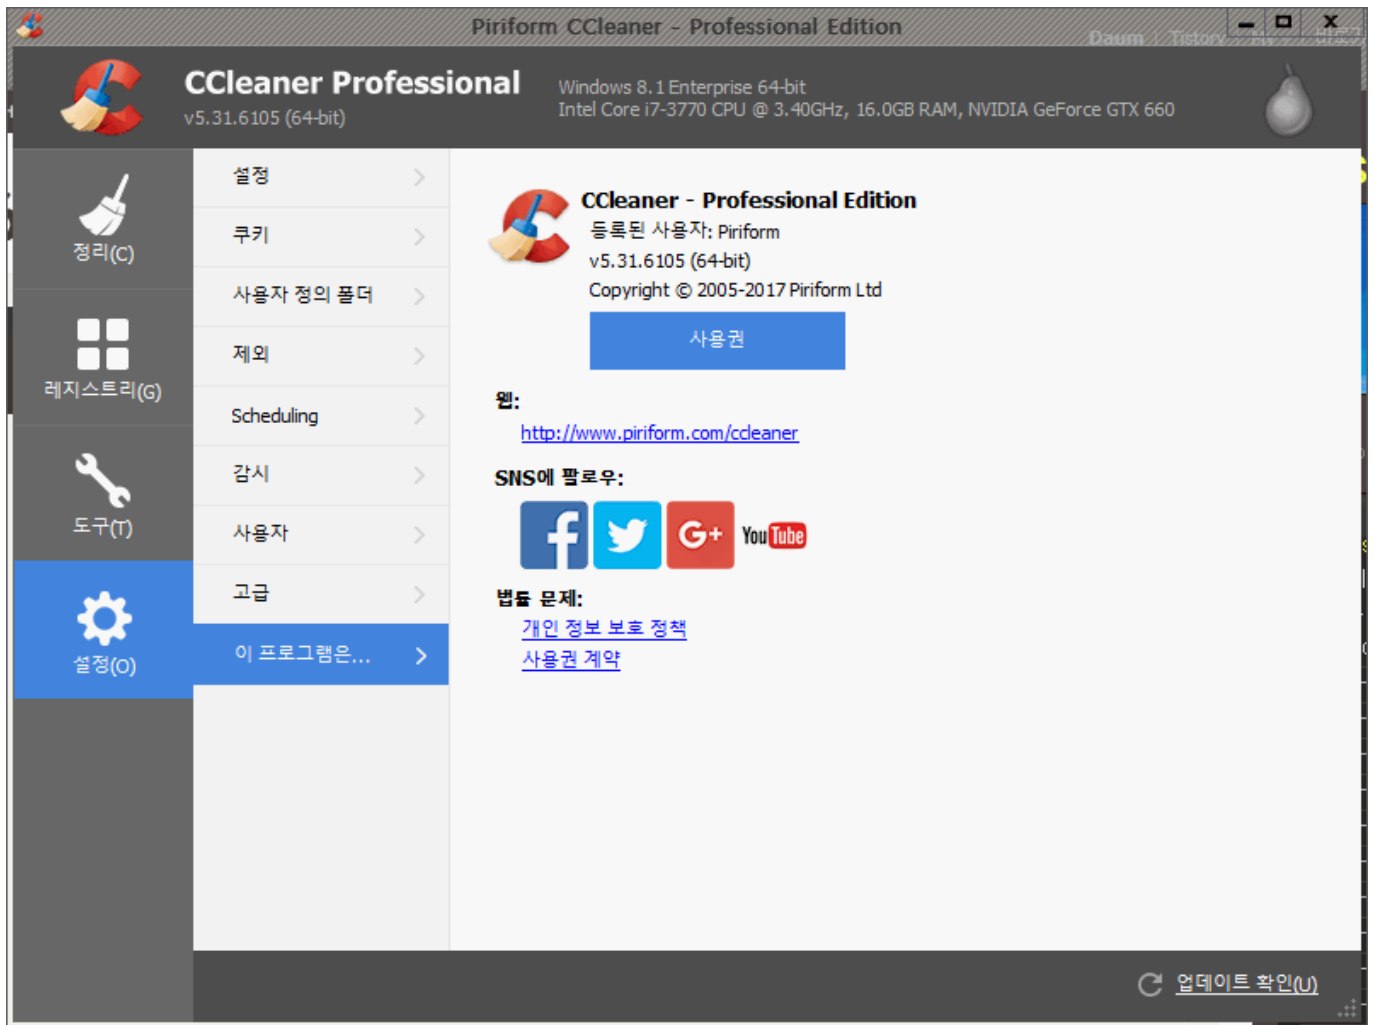 Piriform CCleaner - Professional Edition
Daum | Tistory
CCleaner Professional
v5.31.6105 (64-bit)
Windows 8.1 Enterprise 64-bit
Intel Core i7-3770 CPU @ 3.40GHz, 16.0GB RAM, NVIDIA GeForce GTX 660
정리(C)
레지스트리(G)
도구(T)
설정(O)
설정
쿠키
사용자 정의 폴더
제외
Scheduling
감시
사용자
고급
이 프로그램은...
CCleaner - Professional Edition
등록된 사용자: Piriform
v5.31.6105 (64-bit)
Copyright © 2005-2017 Piriform Ltd
사용권
웹:
http://www.piriform.com/ccleaner
SNS에 팔로우:
f
G+
YouTube
법률 문제:
개인 정보 보호 정책
사용권 계약
업데이트 확인(U)